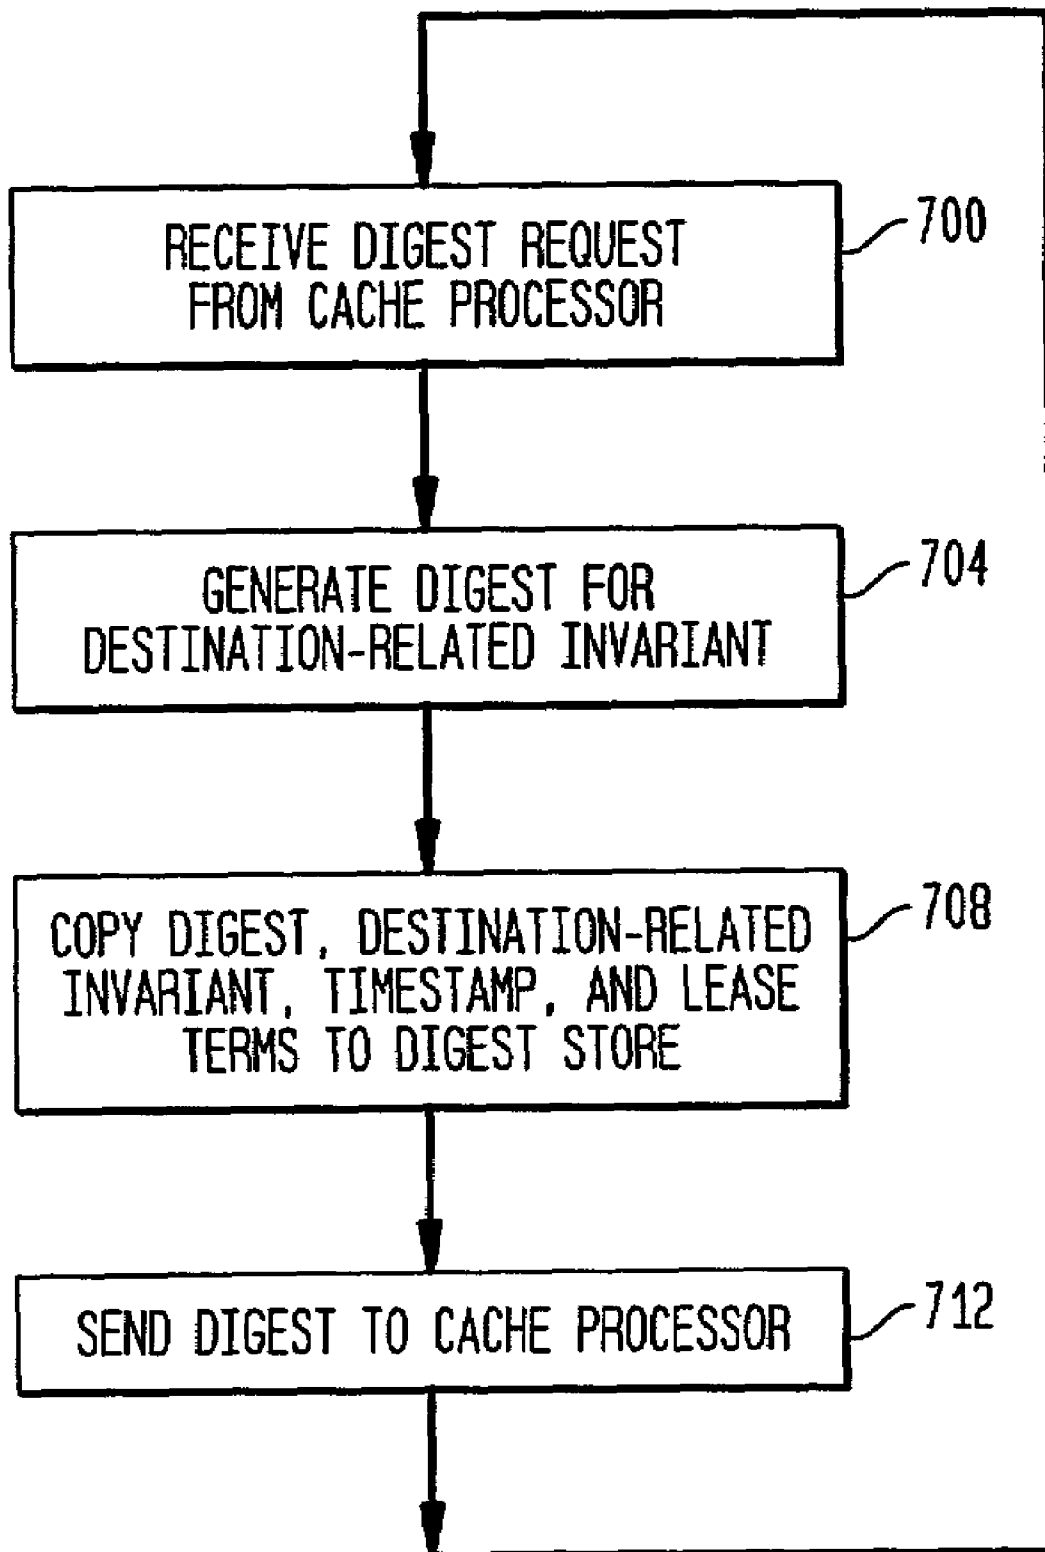 RECEIVE DIGEST REQUEST
FROM CACHE PROCESSOR
700
GENERATE DIGEST FOR
DESTINATION-RELATED INVARIANT
704
COPY DIGEST, DESTINATION-RELATED
INVARIANT, TIMESTAMP, AND LEASE
TERMS TO DIGEST STORE
708
SEND DIGEST TO CACHE PROCESSOR
712